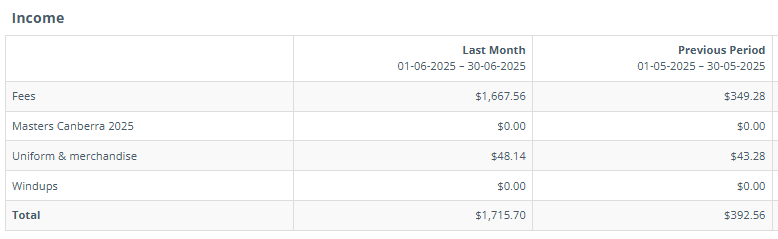 Income
Last Month Previous Period
01-06-2025 – 30-06-2025 01-05-2025 – 30-05-2025
Fees $1,667.56 $349.28
Masters Canberra 2025 $0.00 $0.00
Uniform & merchandise $48.14 $43.28
Windups $0.00 $0.00
Total $1,715.70 $392.56